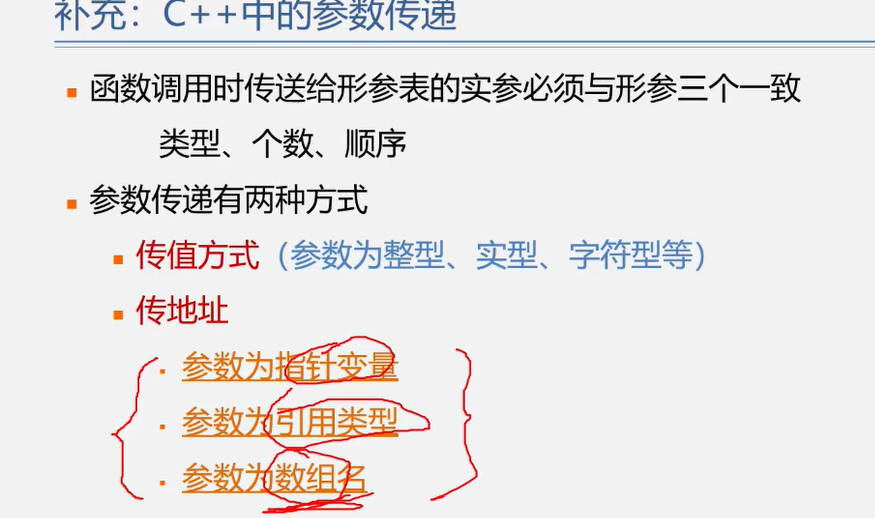 补充：C++中的参数传递
函数调用时传送给形参表的实参必须与形参三个一致
类型、个数、顺序
参数传递有两种方式
传值方式（参数为整型、实型、字符型等）
传地址
参数为指针变量
参数为引用类型
参数为数组名